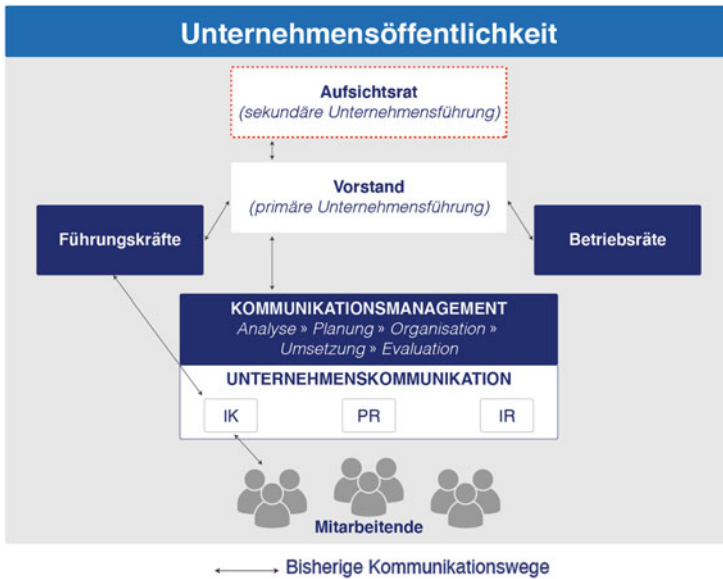 Unternehmensöffentlichkeit
Aufsichtsrat
(sekundäre Unternehmensführung)
Vorstand
(primäre Unternehmensführung)
Führungskräfte
Betriebsräte
KOMMUNIKATIONSMANAGEMENT
Analyse » Planung » Organisation »
Umsetzung » Evaluation
UNTERNEHMENSKOMMUNIKATION
IK
PR
IR
Mitarbeitende
Bisherige Kommunikationswege